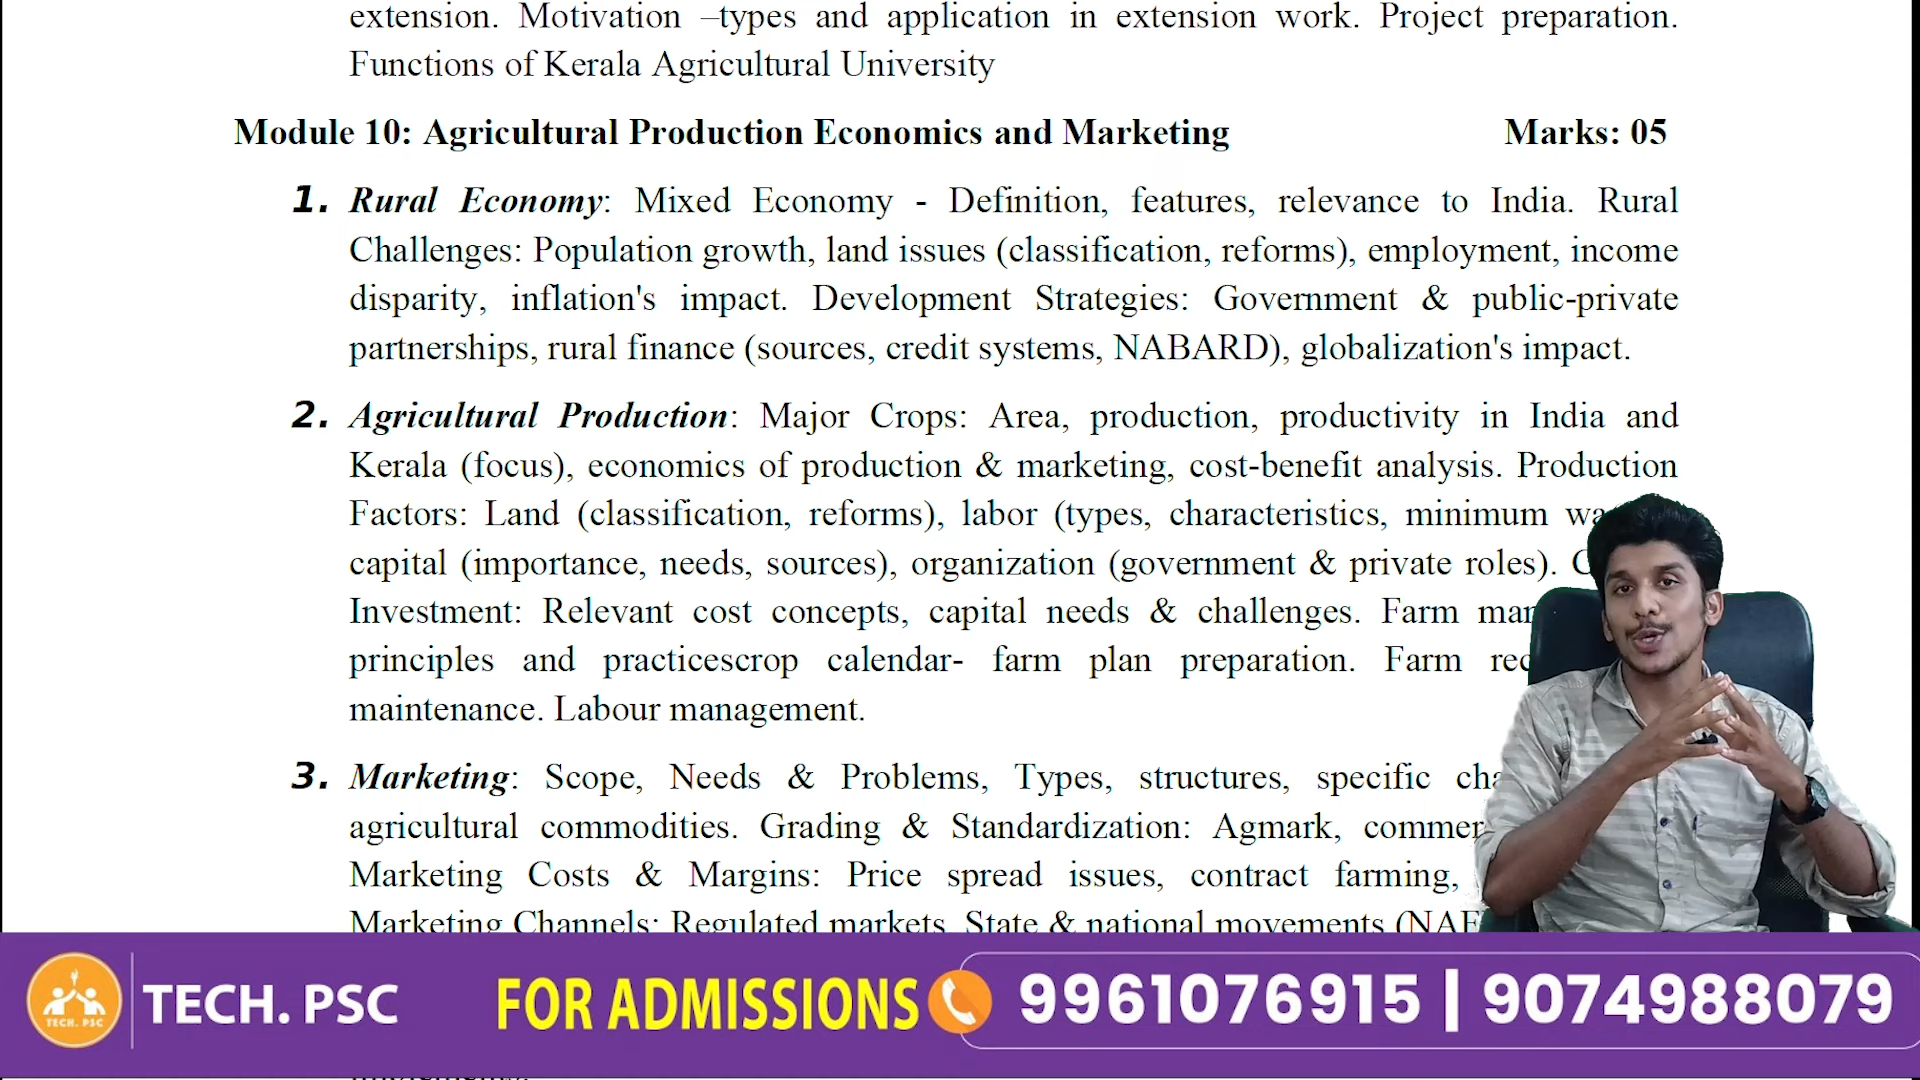 extension. Motivation –types and application in extension work. Project preparation.
Functions of Kerala Agricultural University
Module 10: Agricultural Production Economics and Marketing Marks: 05
1. Rural Economy: Mixed Economy - Definition, features, relevance to India. Rural
Challenges: Population growth, land issues (classification, reforms), employment, income
disparity, inflation's impact. Development Strategies: Government & public-private
partnerships, rural finance (sources, credit systems, NABARD), globalization's impact.
2. Agricultural Production: Major Crops: Area, production, productivity in India and
Kerala (focus), economics of production & marketing, cost-benefit analysis. Production
Factors: Land (classification, reforms), labor (types, characteristics, minimum
capital (importance, needs, sources), organization (government & private roles).
Investment: Relevant cost concepts, capital needs & challenges. Farm
principles and practicescrop calendar- farm plan preparation. Farm
maintenance. Labour management.
3. Marketing: Scope, Needs & Problems, Types, structures, specific
agricultural commodities. Grading & Standardization: Agmark,
Marketing Costs & Margins: Price spread issues, contract farming,
Marketing Channels: Regulated markets, State & national movements
TECH. PSC
TECH. PSC
FOR ADMISSIONS 9961076915 | 9074988079